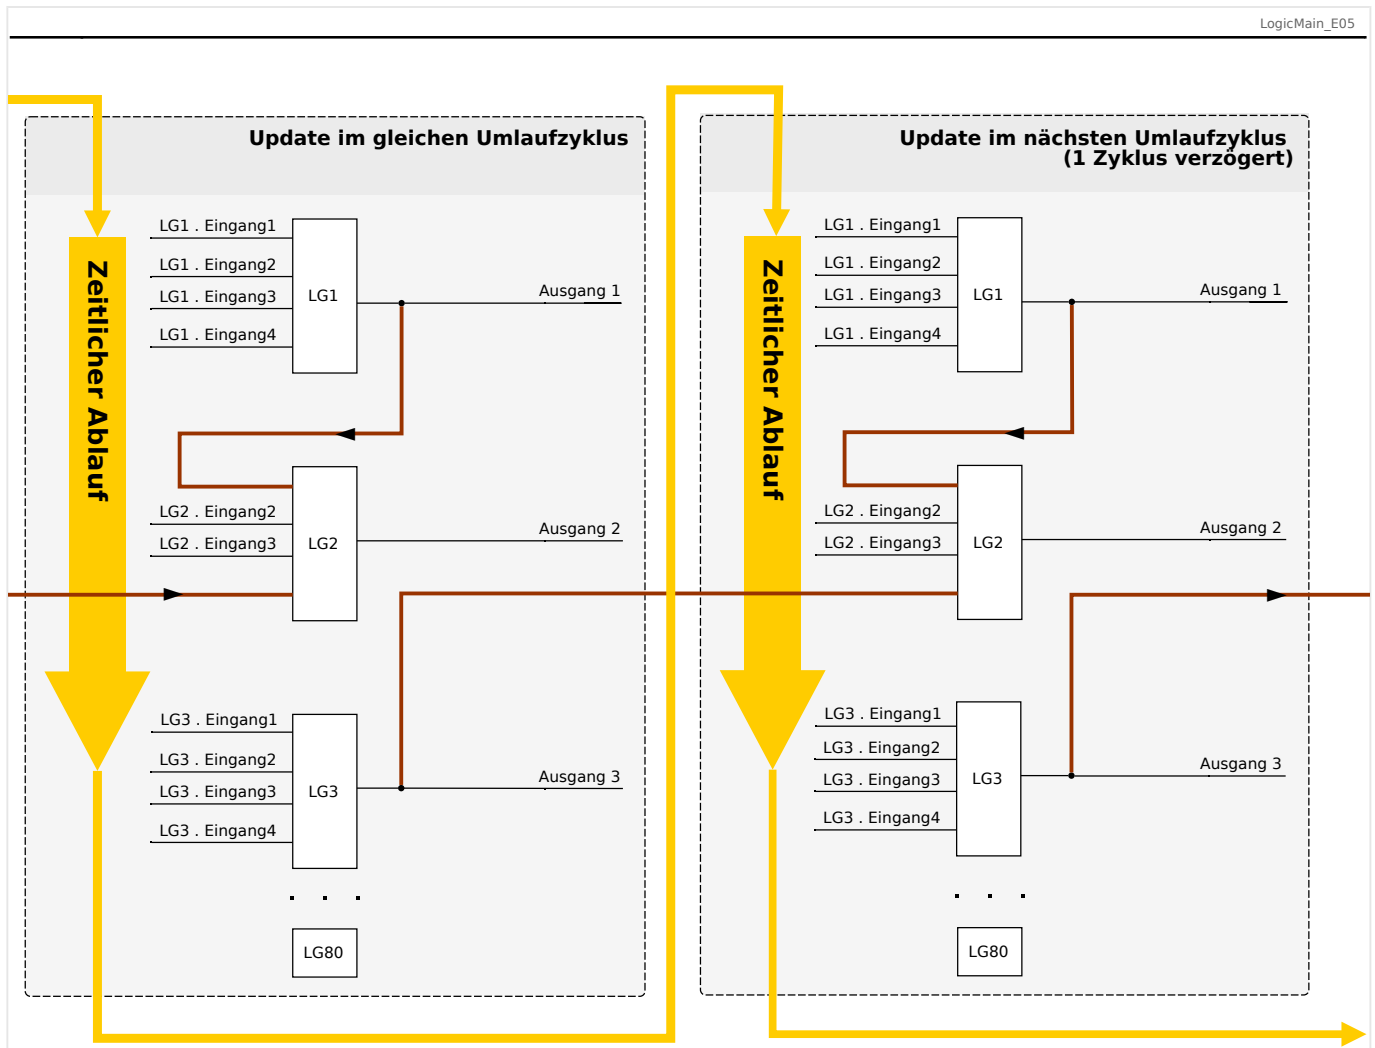 LogicMain_E05
Update im gleichen Umlaufzyklus
Zeitlicher Ablauf
LG1 . Eingang1
LG1 . Eingang2
LG1 . Eingang3
LG1 . Eingang4
LG1
Ausgang 1
LG2 . Eingang2
LG2 . Eingang3
LG2
Ausgang 2
LG3 . Eingang1
LG3 . Eingang2
LG3 . Eingang3
LG3 . Eingang4
LG3
Ausgang 3
. . .
LG80
Update im nächsten Umlaufzyklus
(1 Zyklus verzögert)
Zeitlicher Ablauf
LG1 . Eingang1
LG1 . Eingang2
LG1 . Eingang3
LG1 . Eingang4
LG1
Ausgang 1
LG2 . Eingang2
LG2 . Eingang3
LG2
Ausgang 2
LG3 . Eingang1
LG3 . Eingang2
LG3 . Eingang3
LG3 . Eingang4
LG3
Ausgang 3
. . .
LG80